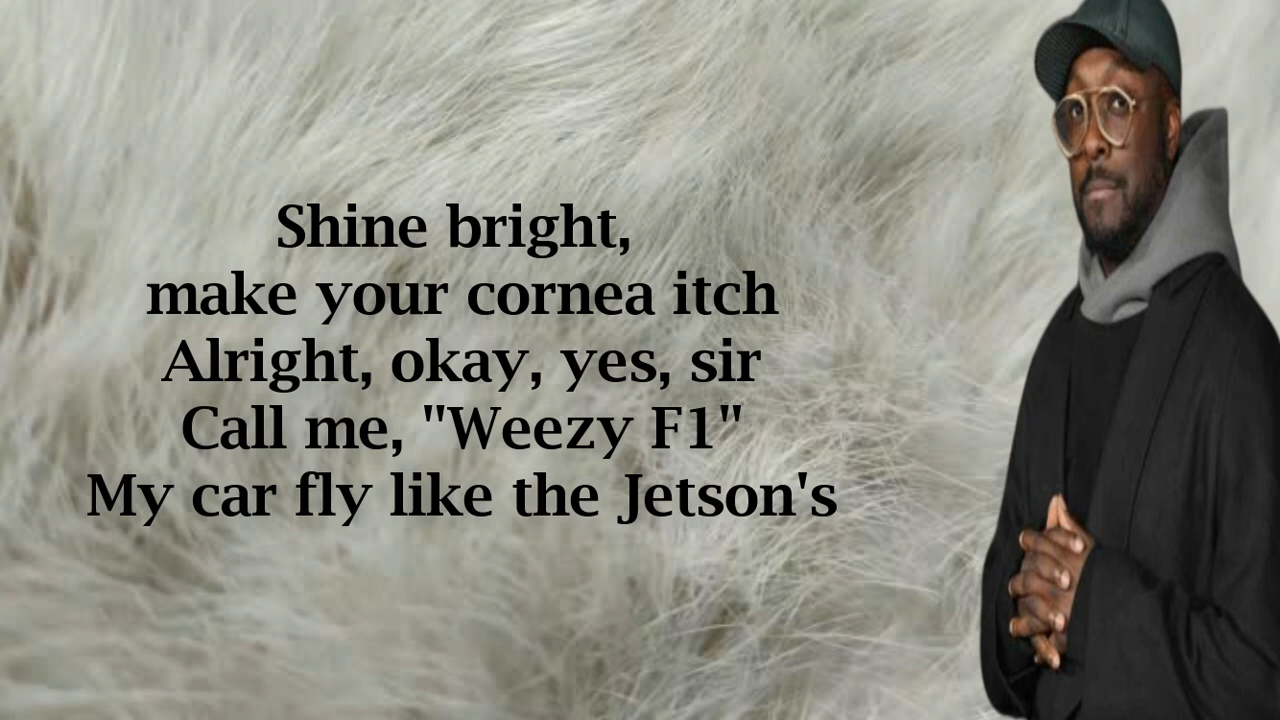 Shine bright,
make your cornea itch
Alright, okay, yes, sir
Call me, "Weezy F1"
My car fly like the Jetson's